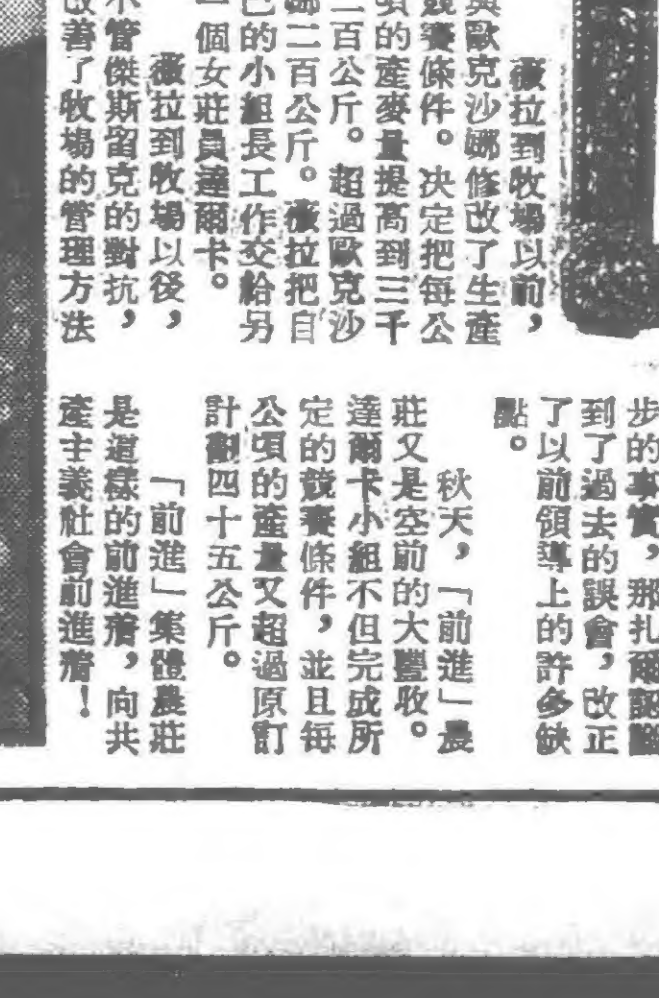 薇拉到牧場以前，
與歐克沙娜修改了生產
競賽條件。决定把每公
頃的產麥量提高到三千
二百公斤。超過歐克沙
娜二百公斤。薇拉把自
己的小組長工作交給另
一個女莊員達爾卡。
薇拉到牧場以後，
不管傑斯留克的對抗，
改善了牧場的管理方法
步的事實，那扎爾認識
到了過去的誤會，改正
了以前領導上的許多缺
點。
秋天，「前進」農
莊又是空前的大豐收。
達爾卡小組不但完成所
定的競賽條件，並且每
公頃的產量又超過原訂
計劃四十五公斤。
「前進」集體農莊
是這樣的前進着，向共
產主義社會前進着！